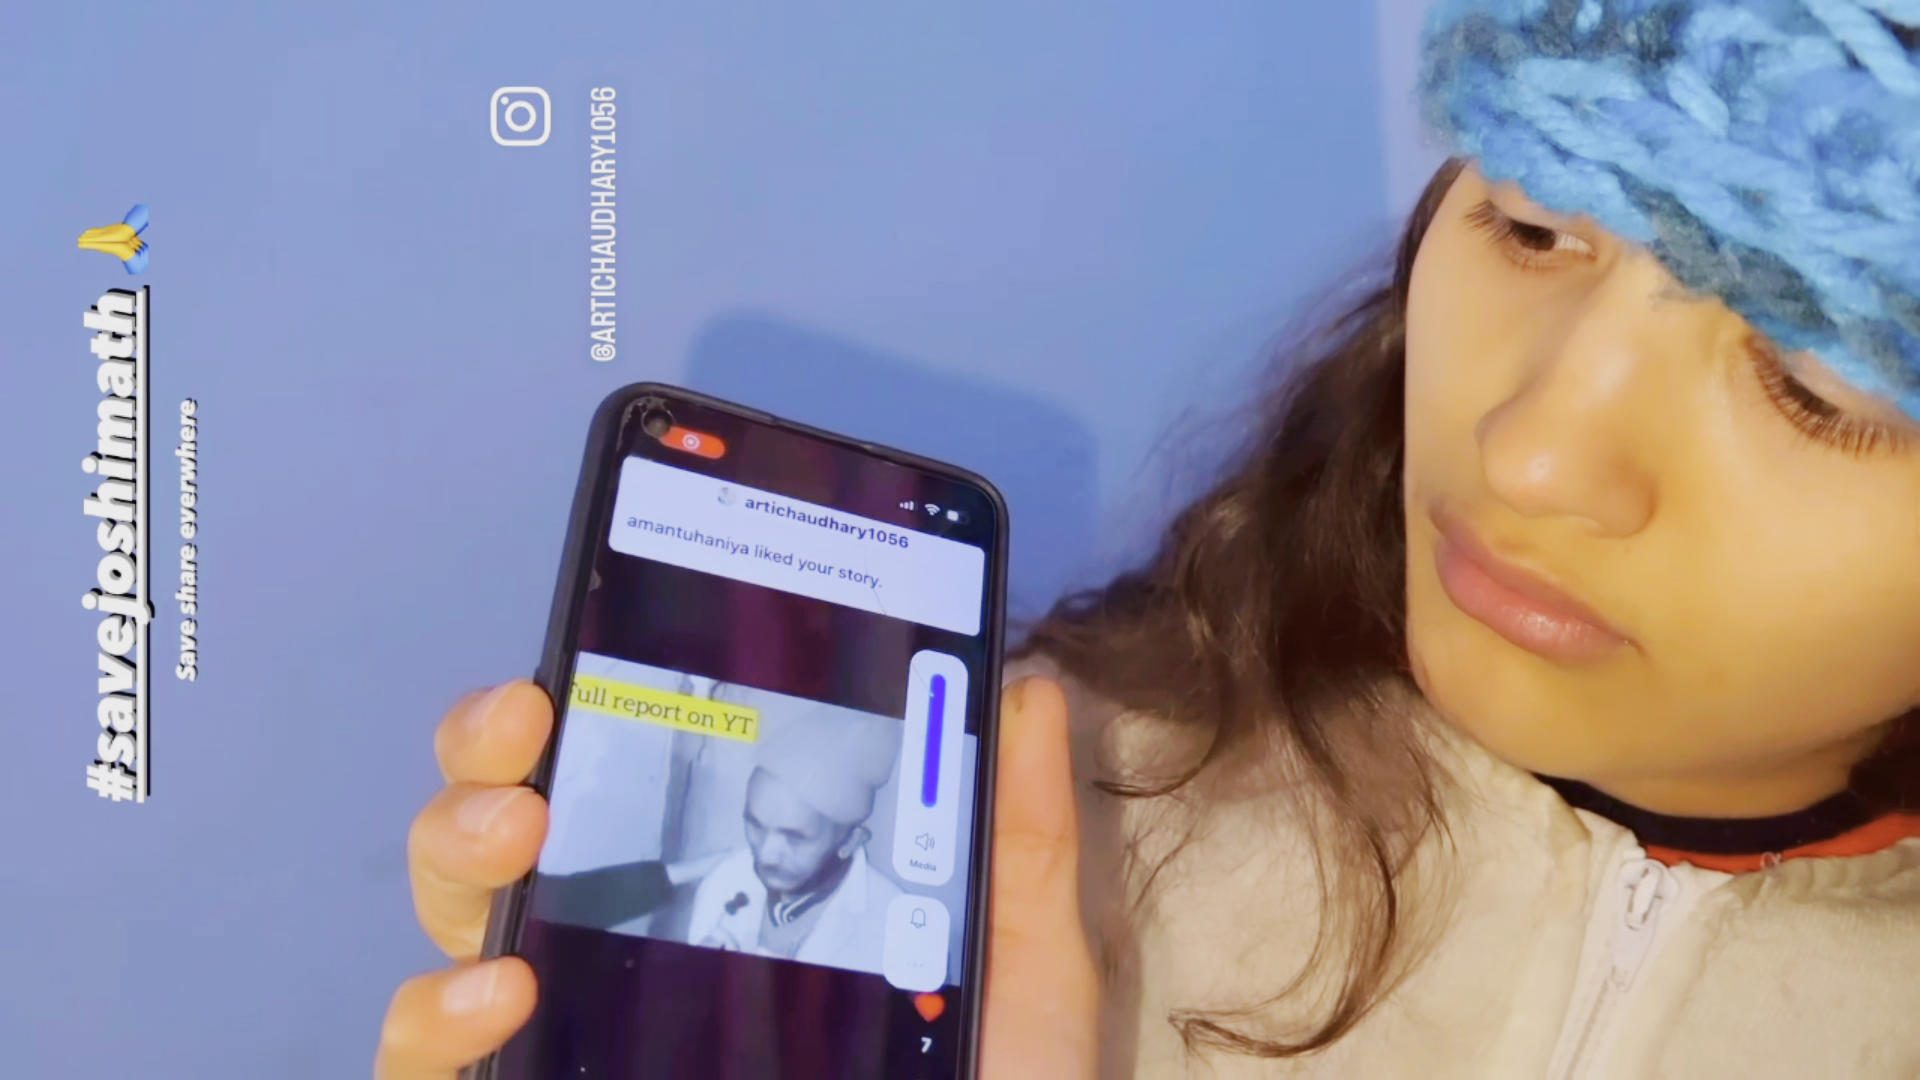 #savejoshimath 🙏
Save share everwhere
@ARTICHAUDHARY1056
artichaudhary1056
amantuhaniya liked your story.
full report on YT
Media
7